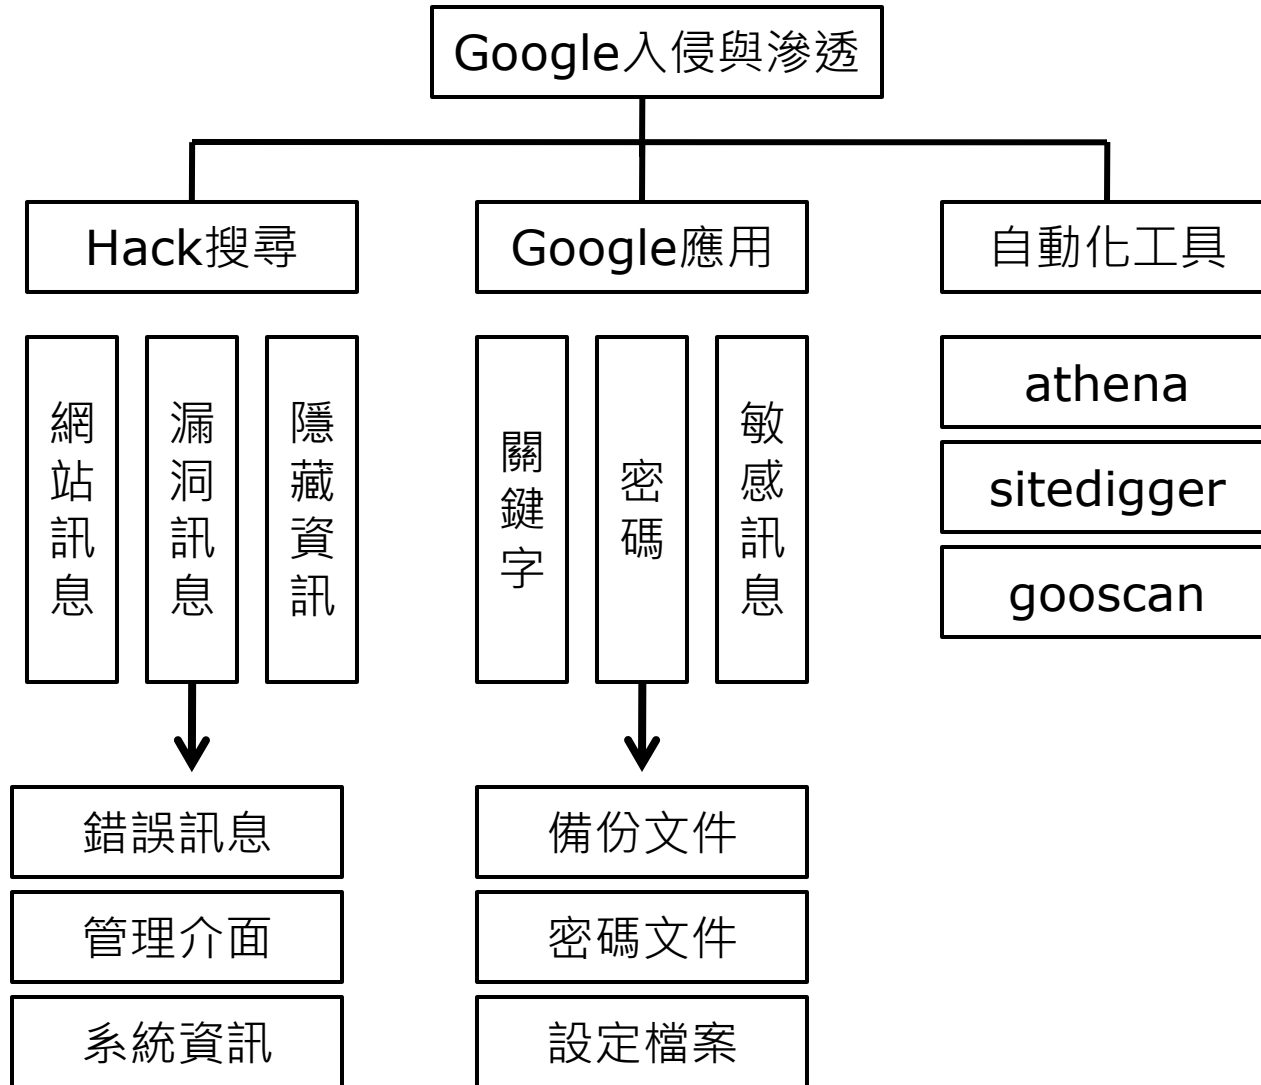 Google入侵與滲透
Hack搜尋
Google應用
自動化工具
網站訊息
漏洞訊息
隱藏資訊
關鍵字
密碼
敏感訊息
athena
sitedigger
gooscan
錯誤訊息
管理介面
系統資訊
備份文件
密碼文件
設定檔案